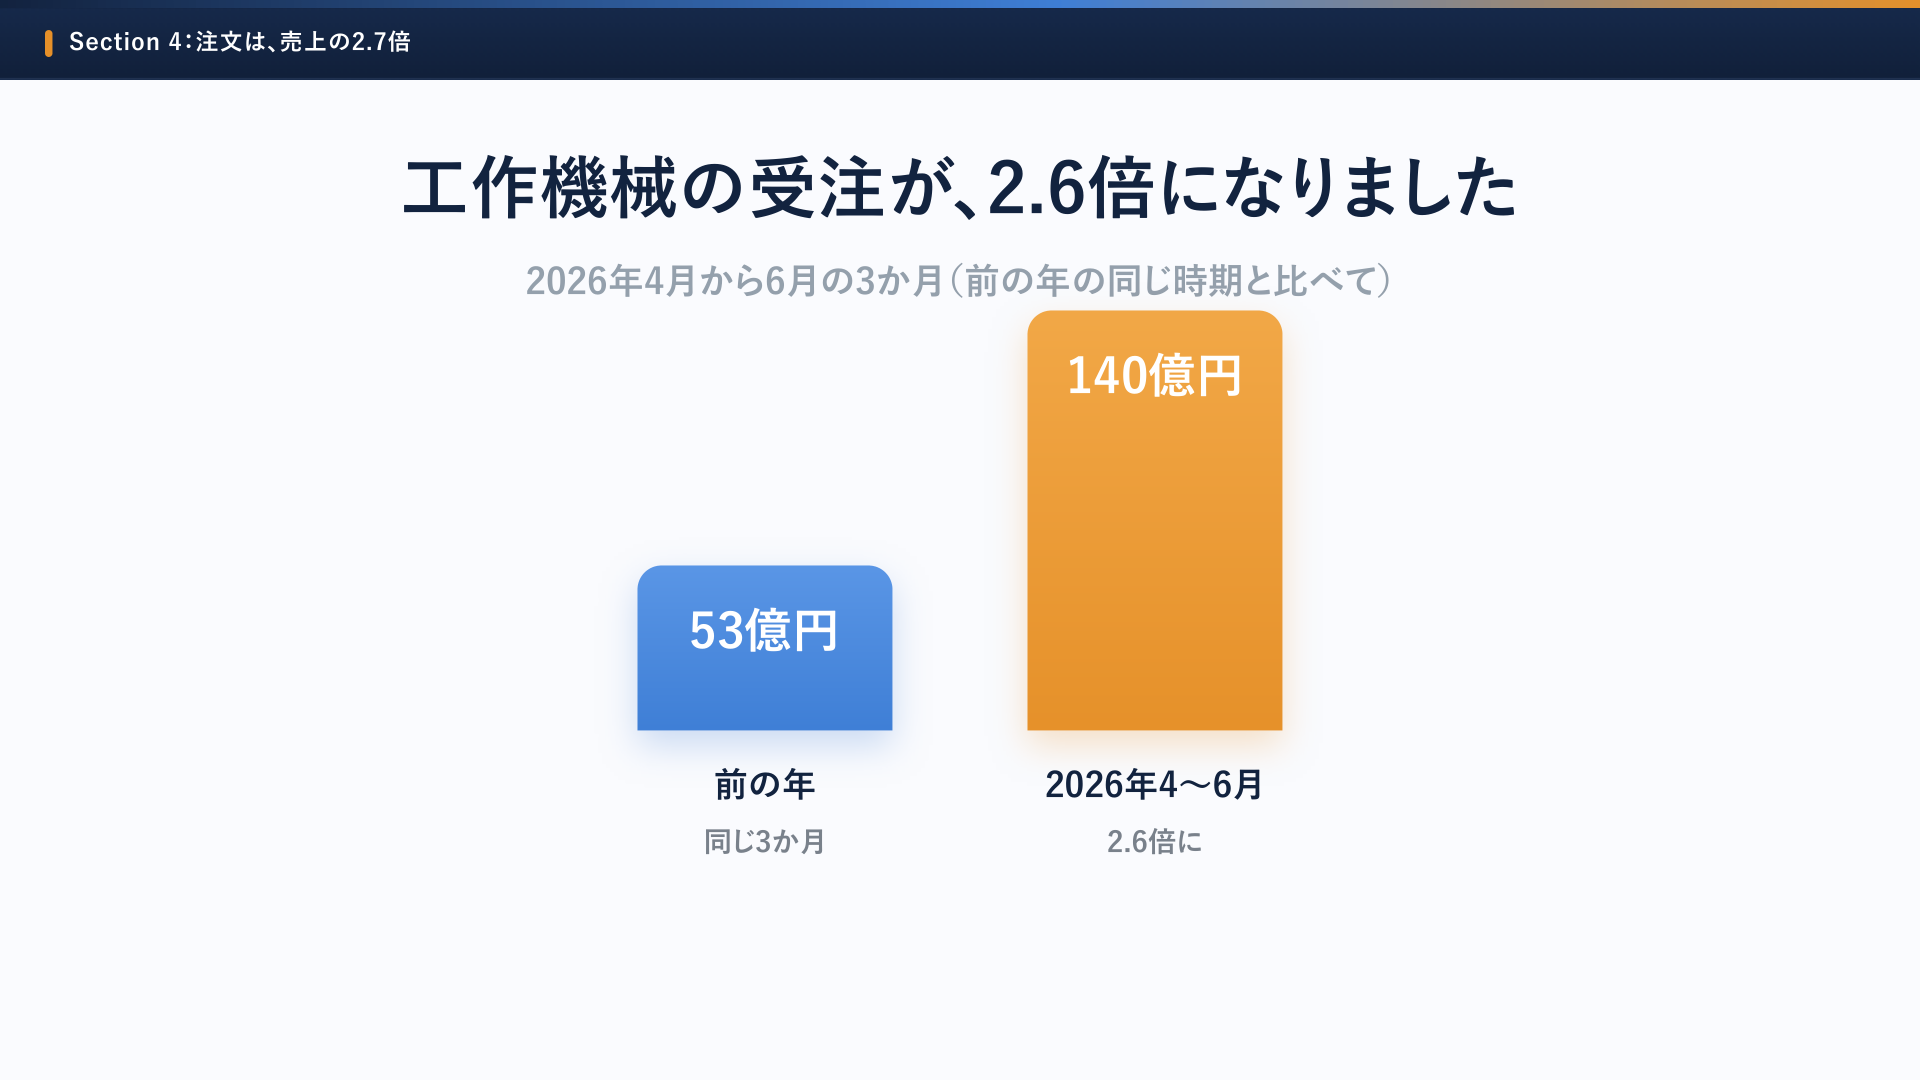 Section 4：注文は、売上の2.7倍
工作機械の受注が、2.6倍になりました
2026年4月から6月の3か月（前の年の同じ時期と比べて）
140億円
53億円
前の年
2026年4〜6月
同じ3か月
2.6倍に